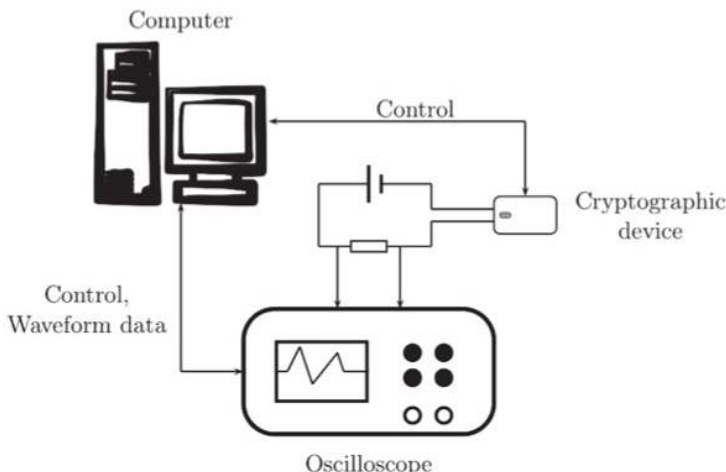 Computer
Control
Cryptographic
device
Control,
Waveform data
Oscilloscope